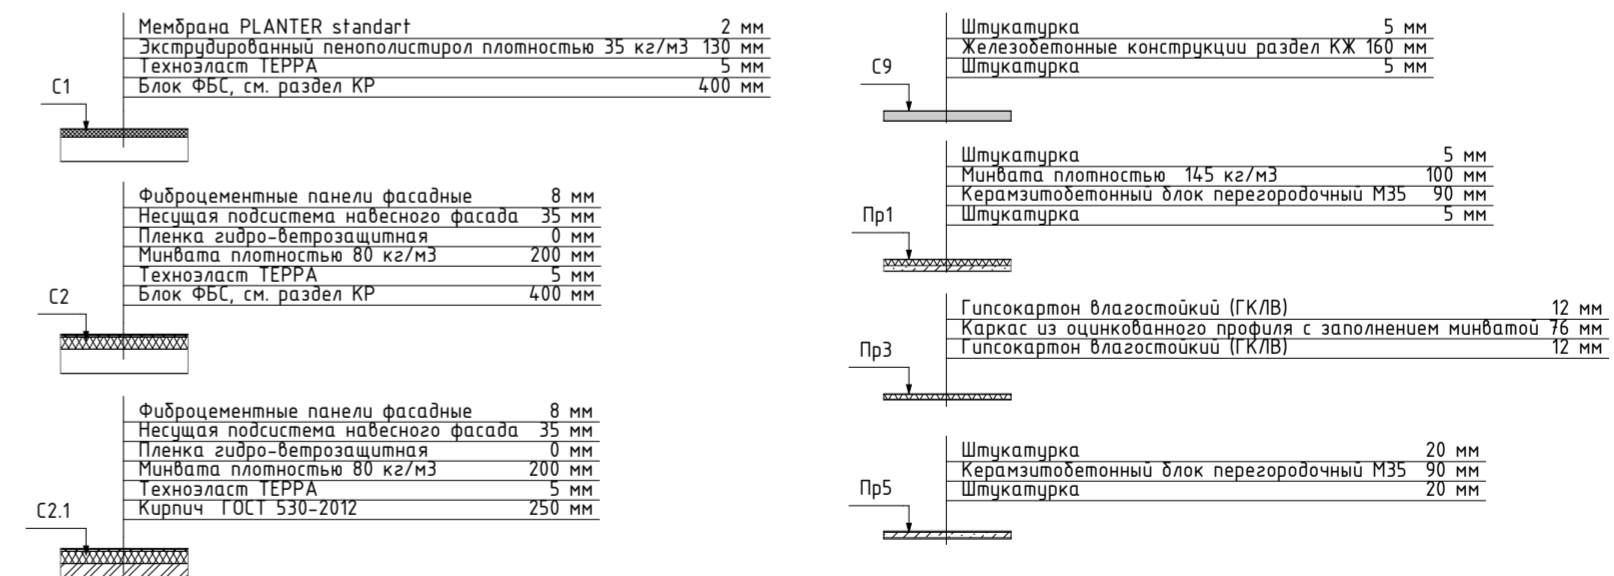 Мембрана PLANTER standart 2 мм
Экструдированный пенополистирол плотностью 35 кг/м3 130 мм
Техноэласт ТЕРРА 5 мм
Блок ФБС, см. раздел КР 400 мм
С1
Фиброцементные панели фасадные 8 мм
Несущая подсистема навесного фасада 35 мм
Пленка гидро-ветрозащитная 0 мм
Минвата плотностью 80 кг/м3 200 мм
Техноэласт ТЕРРА 5 мм
Блок ФБС, см. раздел КР 400 мм
С2
Фиброцементные панели фасадные 8 мм
Несущая подсистема навесного фасада 35 мм
Пленка гидро-ветрозащитная 0 мм
Минвата плотностью 80 кг/м3 200 мм
Техноэласт ТЕРРА 5 мм
Кирпич ГОСТ 530-2012 250 мм
С2.1
Штукатурка 5 мм
Железобетонные конструкции раздел КЖ 160 мм
Штукатурка 5 мм
С9
Штукатурка 5 мм
Минвата плотностью 145 кг/м3 100 мм
Керамзитобетонный блок перегородочный М35 90 мм
Штукатурка 5 мм
Пр1
Гипсокартон влагостойкий (ГКЛВ) 12 мм
Каркас из оцинкованного профиля с заполнением минватой 76 мм
Гипсокартон влагостойкий (ГКЛВ) 12 мм
Пр3
Штукатурка 20 мм
Керамзитобетонный блок перегородочный М35 90 мм
Штукатурка 20 мм
Пр5